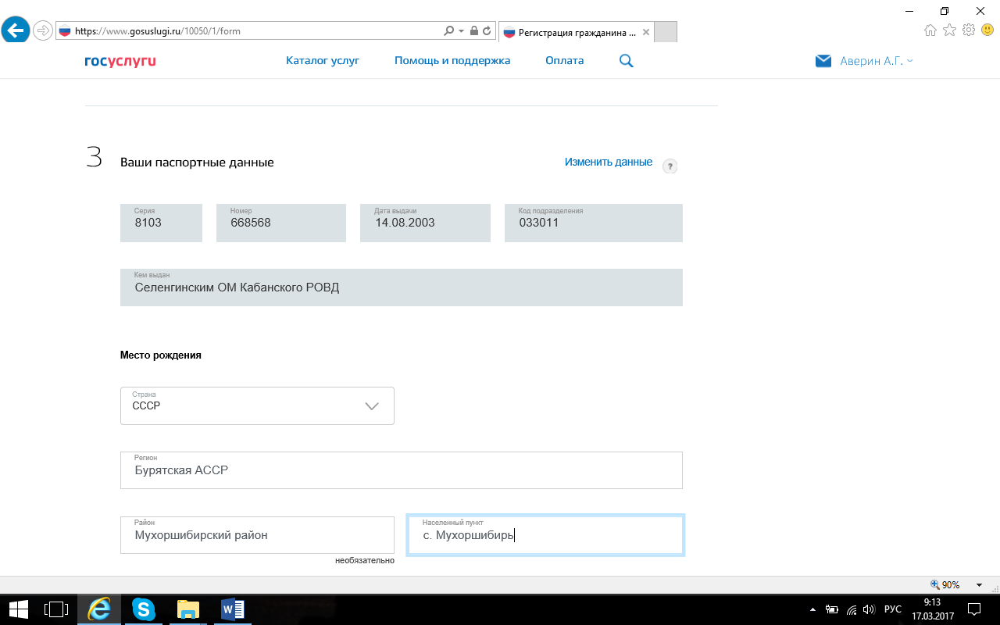 https://www.gosuslugi.ru/10050/1/form
Регистрация гражданина ...
госуслуги
Каталог услуг
Помощь и поддержка
Оплата
Аверин А.Г.
3
Ваши паспортные данные
Изменить данные
?
Серия
8103
Номер
668568
Дата выдачи
14.08.2003
Код подразделения
033011
Кем выдан
Селенгинским ОМ Кабанского РОВД
Место рождения
Страна
СССР
Регион
Бурятская АССР
Район
Мухоршибирский район
необязательно
Населенный пункт
с. Мухоршибирь
90%
РУС
9:13
17.03.2017